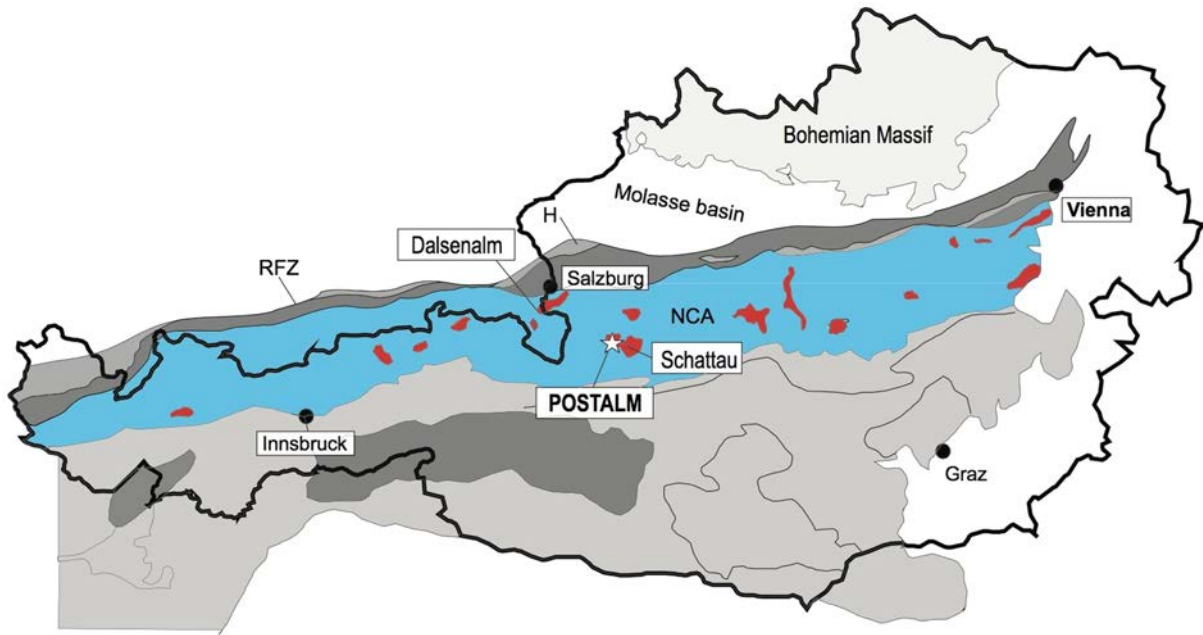 Bohemian Massif
Molasse basin
Vienna
H
Dalsenalm
RFZ
Salzburg
NCA
Schattau
POSTALM
Innsbruck
Graz